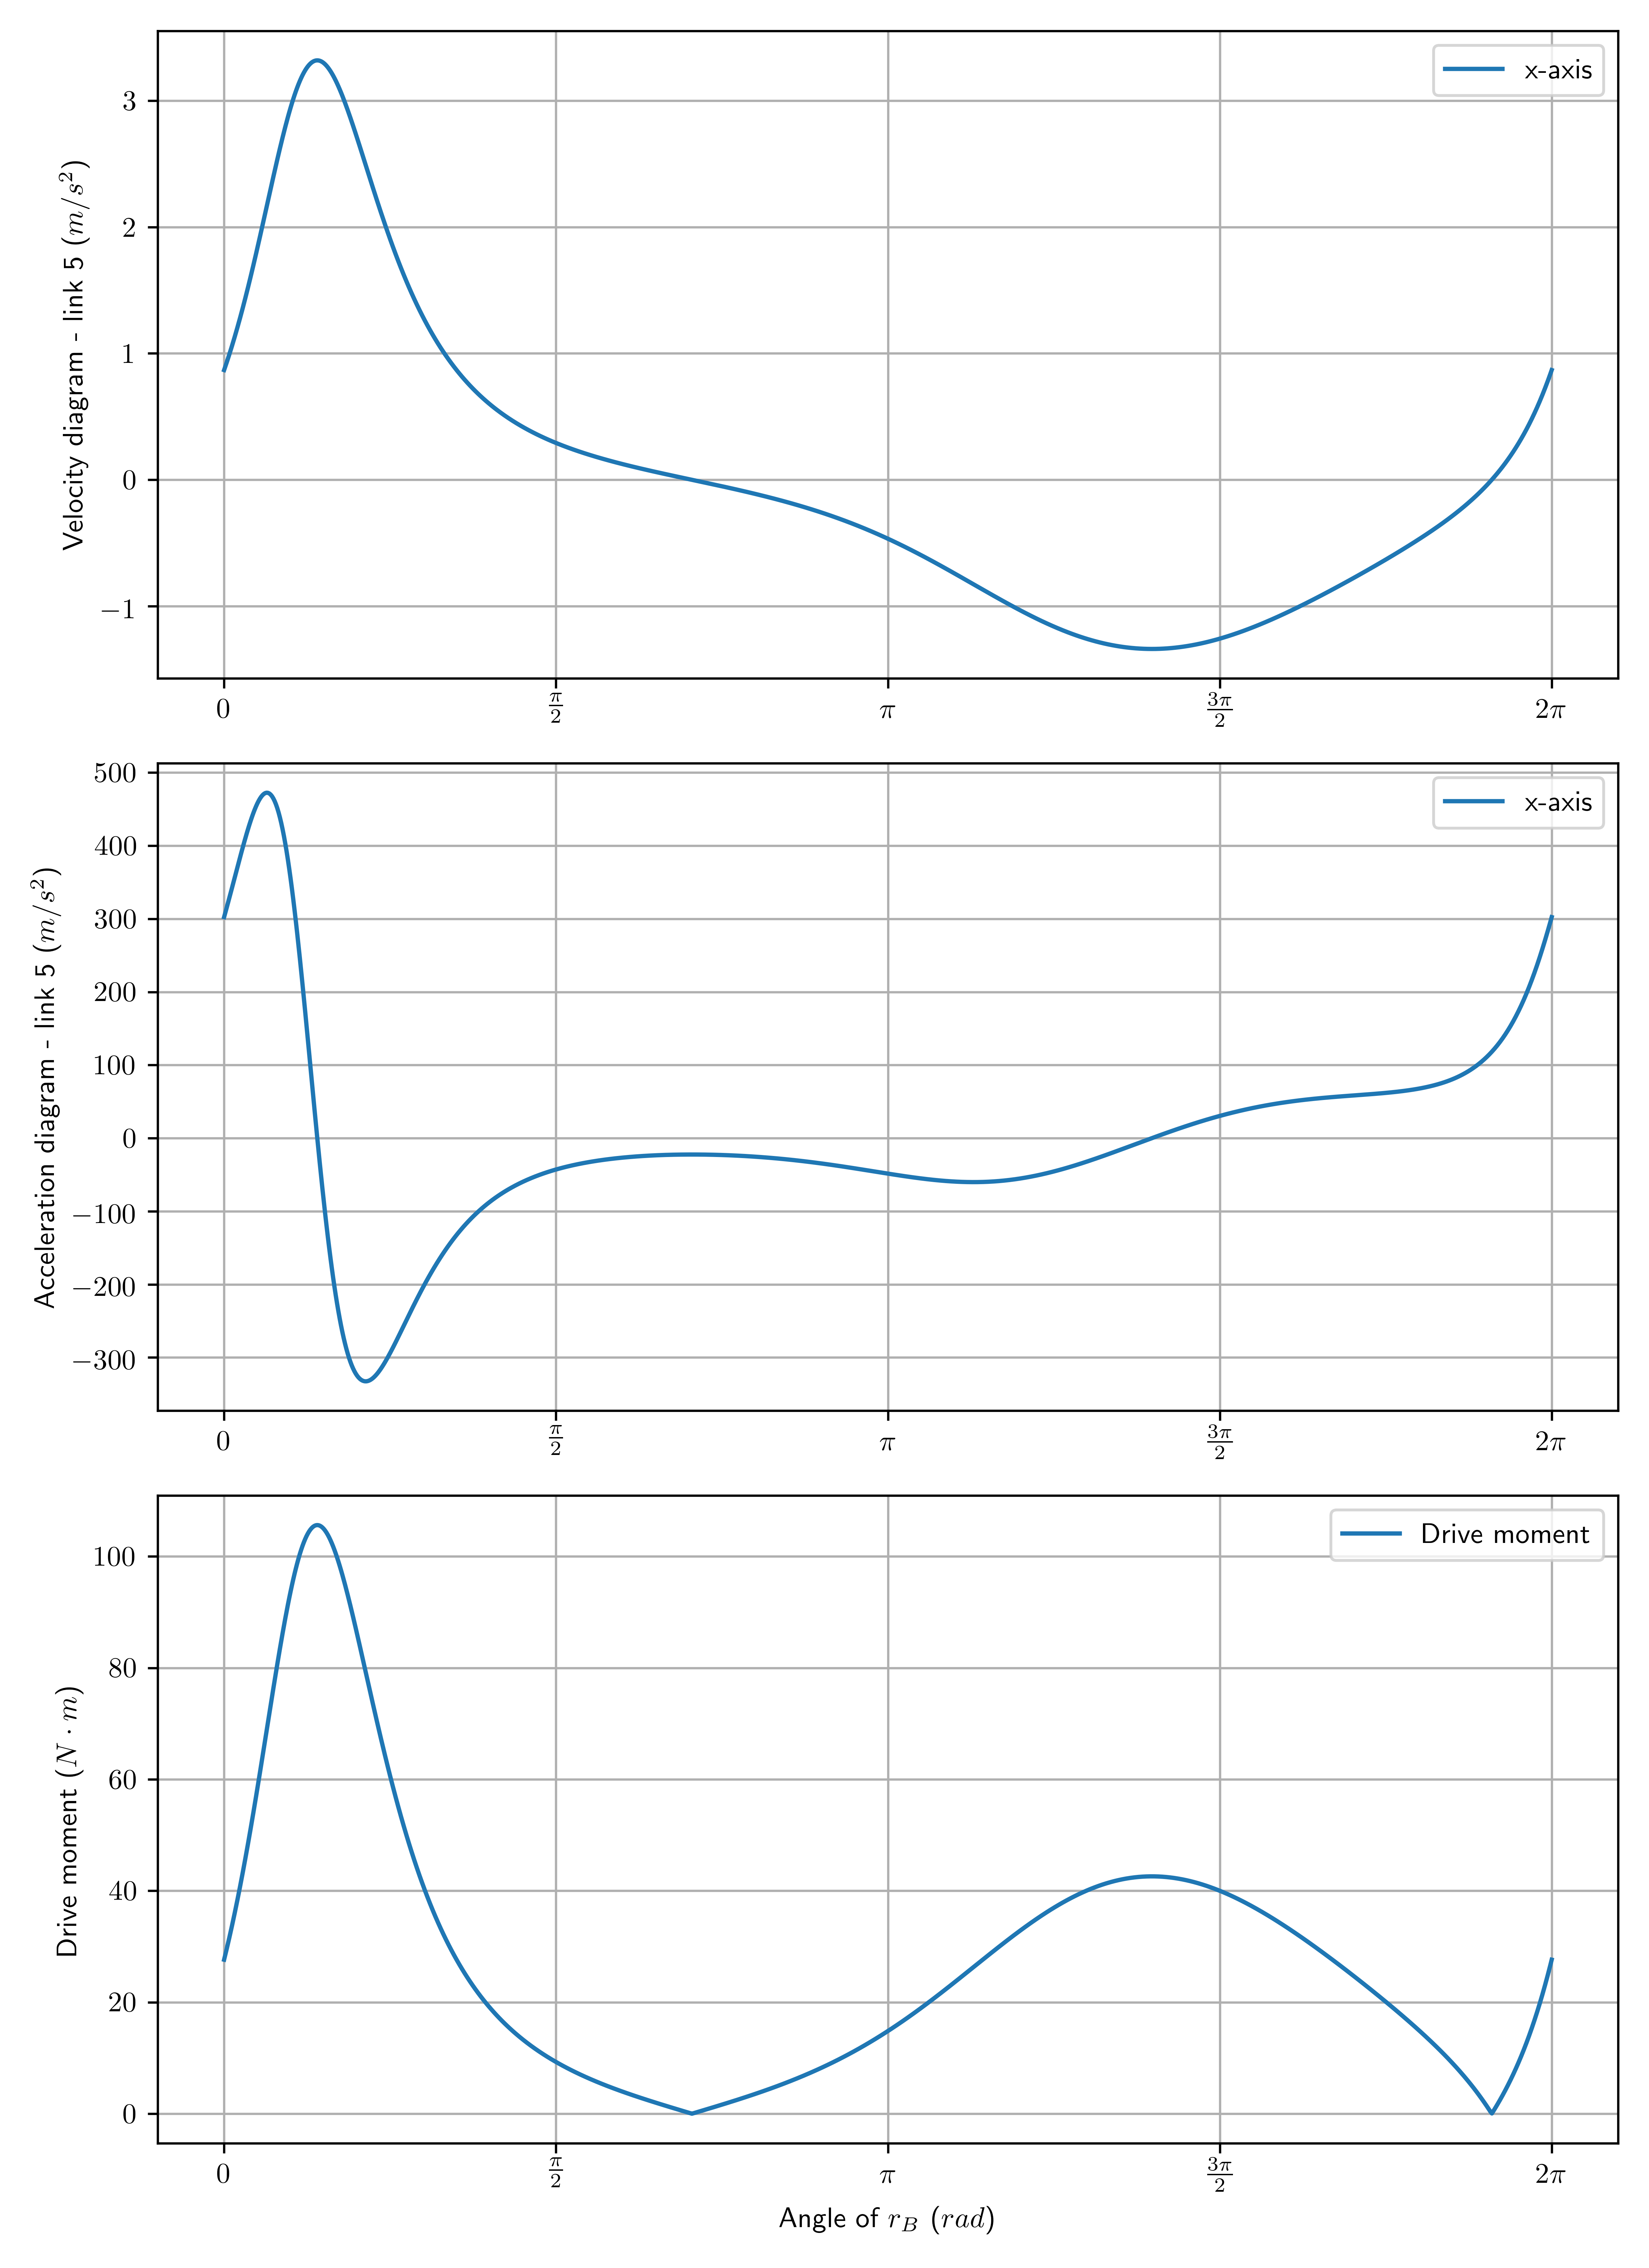 Velocity diagram - link 5 (m/s²)
x-axis
3
2
1
0
−1
0 π/2 π 3π/2 2π
Acceleration diagram - link 5 (m/s²)
x-axis
500
400
300
200
100
0
−100
−200
−300
0 π/2 π 3π/2 2π
Drive moment (N · m)
Drive moment
100
80
60
40
20
0
0 π/2 π 3π/2 2π
Angle of r_B (rad)